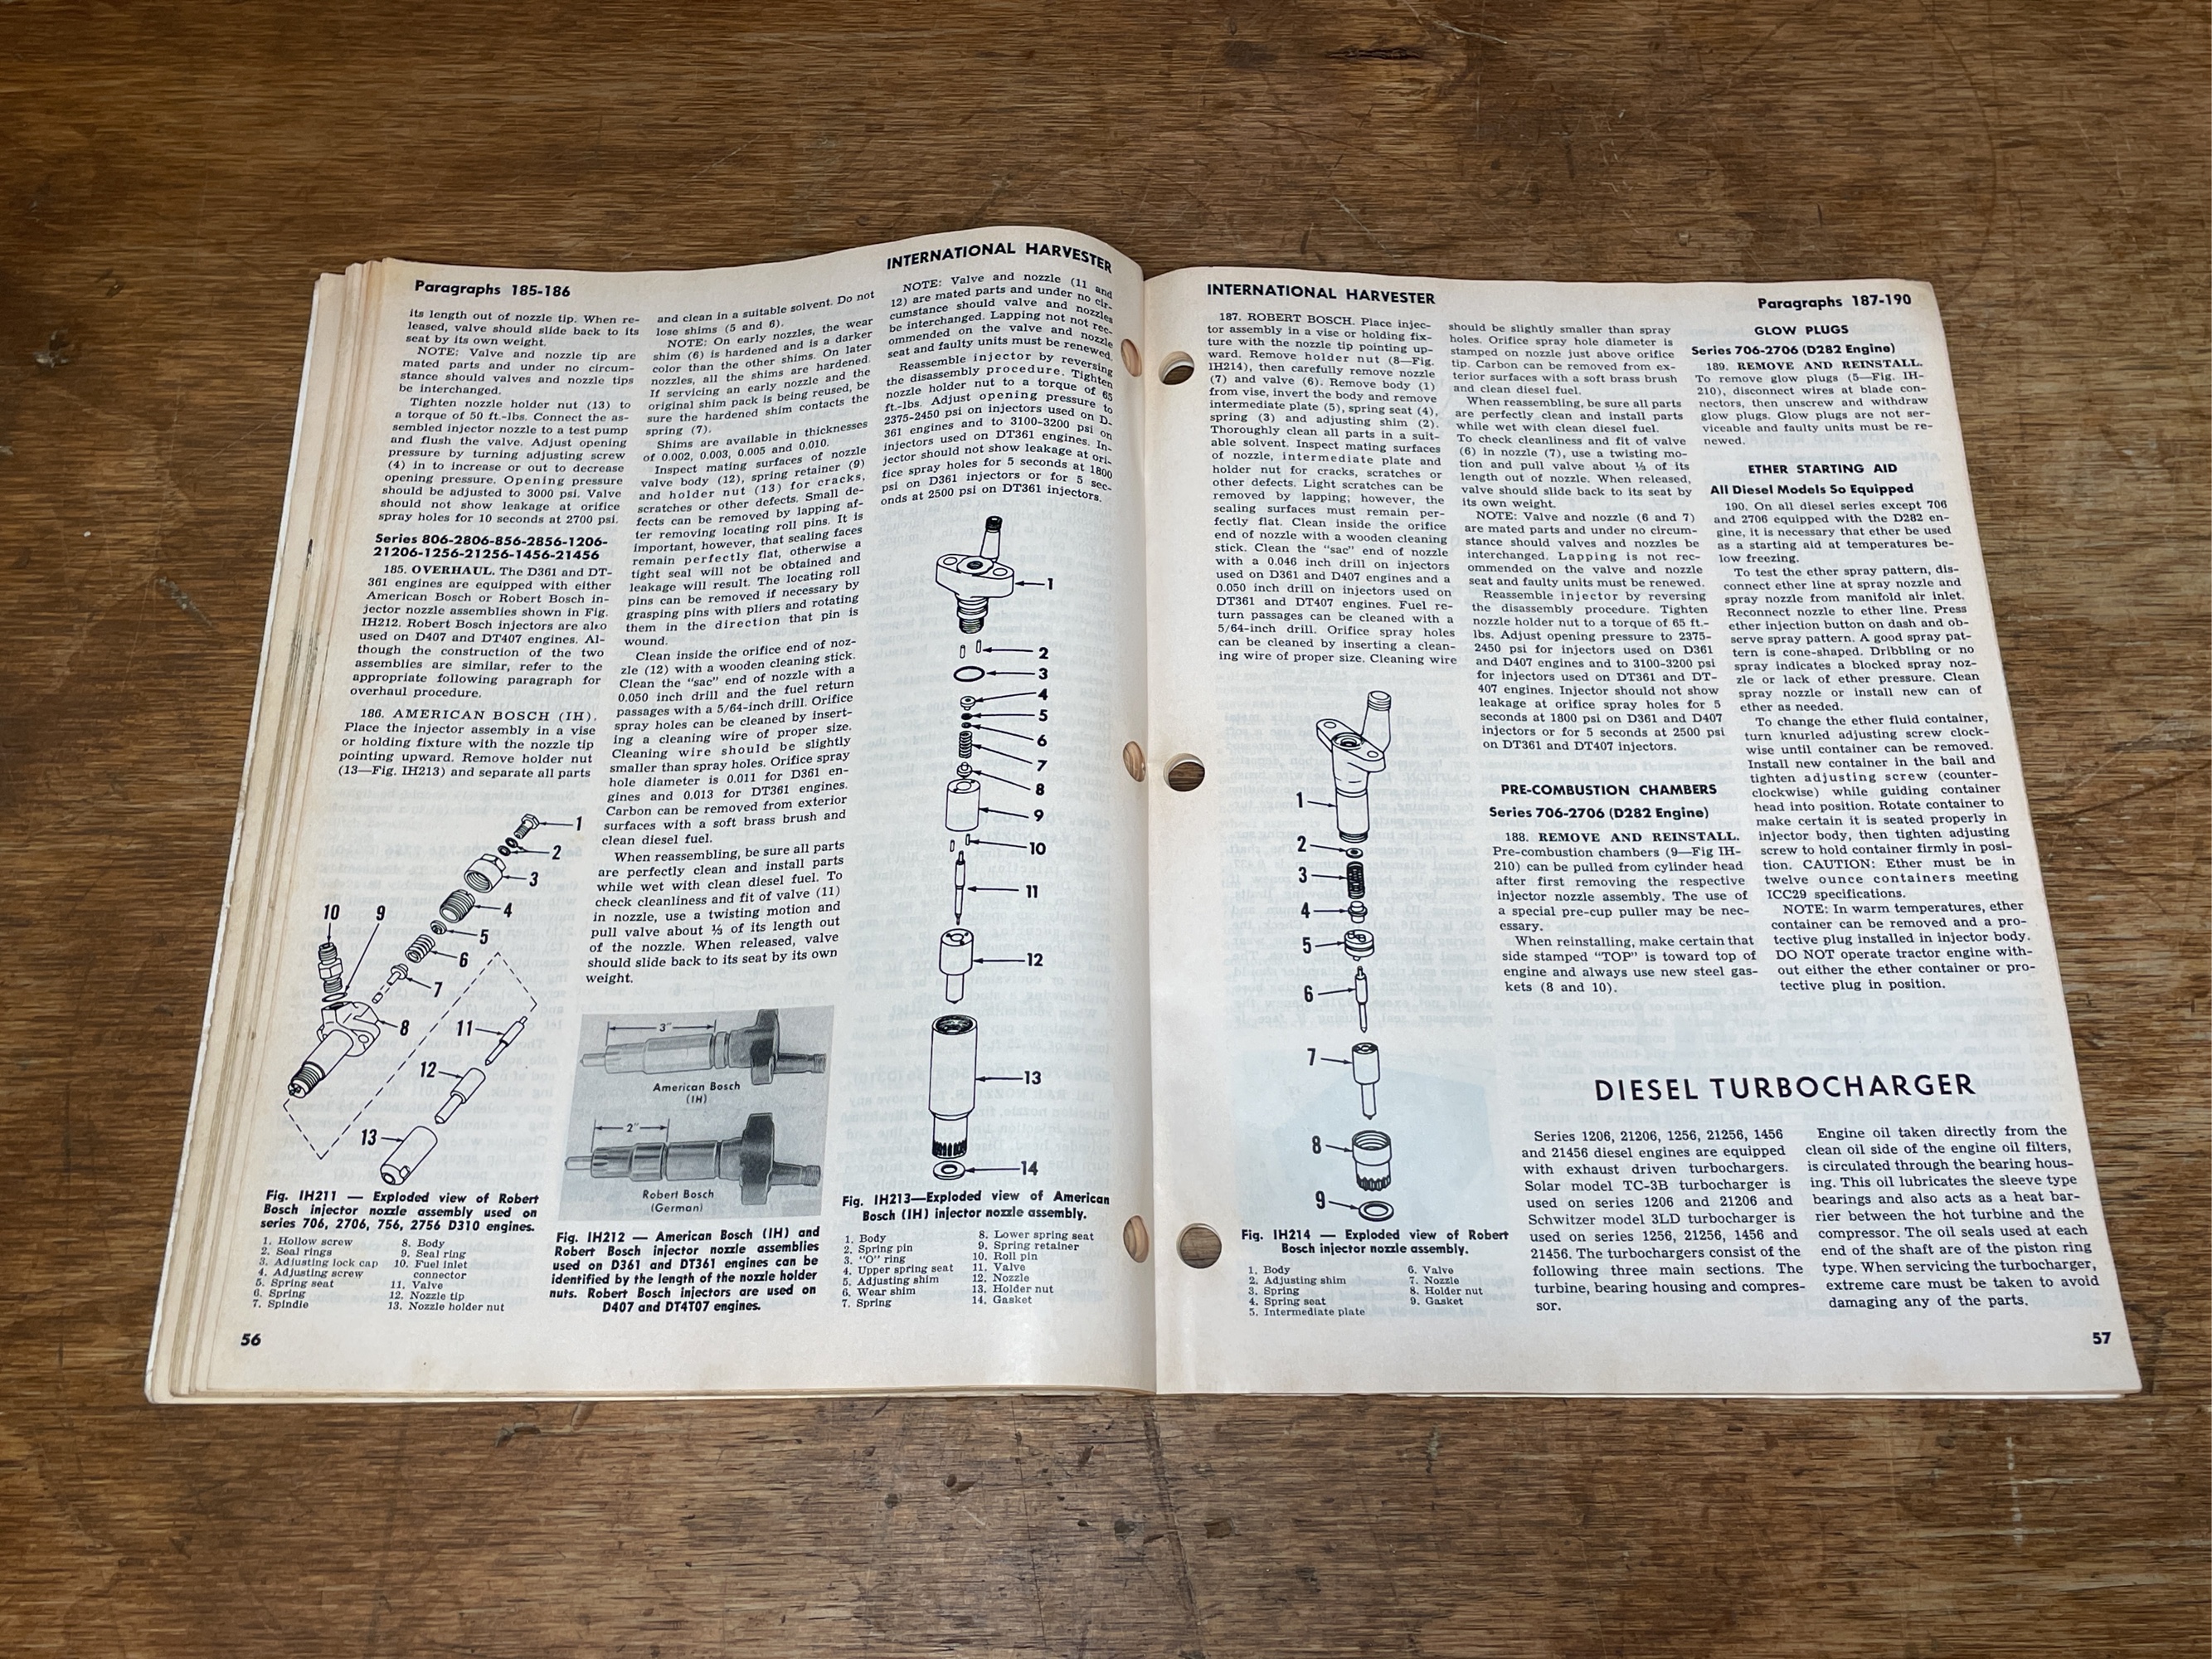 Paragraphs 185-186
INTERNATIONAL HARVESTER
its length out of nozzle tip. When re-
leased, valve should slide back to its
seat by its own weight.
NOTE: Valve and nozzle tip are
mated parts and under no circum-
stance should valves and nozzle tips
be interchanged.
Tighten nozzle holder nut (13) to
a torque of 50 ft.-lbs. Connect the as-
sembled injector nozzle to a test pump
and flush the valve. Adjust opening
pressure by turning adjusting screw
(4) in to increase or out to decrease
opening pressure. Opening pressure
should be adjusted to 3000 psi. Valve
should not show leakage at orifice
spray holes for 10 seconds at 2700 psi.
Series 806-2806-856-2856-1206-
21206-1256-21256-1456-21456
185. OVERHAUL. The D361 and DT-
361 engines are equipped with either
American Bosch or Robert Bosch in-
jector nozzle assemblies shown in Fig.
IH212. Robert Bosch injectors are also
used on D407 and DT407 engines. Al-
though the construction of the two
assemblies are similar, refer to the
appropriate following paragraph for
overhaul procedure.
186. AMERICAN BOSCH (IH).
Place the injector assembly in a vise
or holding fixture with the nozzle tip
pointing upward. Remove holder nut
(13—Fig. IH213) and separate all parts
1
2
3
4
5
6
7
8
9
10
11
12
13
Fig. IH211 — Exploded view of Robert
Bosch injector nozzle assembly used on
series 706, 2706, 756, 2756 D310 engines.
1. Hollow screw
2. Seal rings
3. Adjusting lock cap
4. Adjusting screw
5. Spring seat
6. Spring
7. Spindle
8. Body
9. Seal ring
10. Fuel inlet
connector
11. Valve
12. Nozzle tip
13. Nozzle holder nut
and clean in a suitable solvent. Do not
lose shims (5 and 6).
NOTE: On early nozzles, the wear
shim (6) is hardened and is a darker
color than the other shims. On later
nozzles, all the shims are hardened.
If servicing an early nozzle and the
original shim pack is being reused, be
sure the hardened shim contacts the
spring (7).
Shims are available in thicknesses
of 0.002, 0.003, 0.005 and 0.010.
Inspect mating surfaces of nozzle
valve body (12), spring retainer (9)
and holder nut (13) for cracks,
scratches or other defects. Small de-
fects can be removed by lapping af-
ter removing locating roll pins. It is
important, however, that sealing faces
remain perfectly flat, otherwise a
tight seal will not be obtained and
leakage will result. The locating roll
pins can be removed if necessary by
grasping pins with pliers and rotating
them in the direction that pin is
wound.
Clean inside the orifice end of noz-
zle (12) with a wooden cleaning stick.
Clean the "sac" end of nozzle with a
0.050 inch drill and the fuel return
passages with a 5/64-inch drill. Orifice
spray holes can be cleaned by insert-
ing a cleaning wire of proper size.
Cleaning wire should be slightly
smaller than spray holes. Orifice spray
hole diameter is 0.011 for D361 en-
gines and 0.013 for DT361 engines.
Carbon can be removed from exterior
surfaces with a soft brass brush and
clean diesel fuel.
When reassembling, be sure all parts
are perfectly clean and install parts
while wet with clean diesel fuel. To
check cleanliness and fit of valve (11)
in nozzle, use a twisting motion and
pull valve about ⅓ of its length out
of the nozzle. When released, valve
should slide back to its seat by its own
weight.
3"
American Bosch
(IH)
2"
Robert Bosch
(German)
Fig. IH212 — American Bosch (IH) and
Robert Bosch injector nozzle assemblies
used on D361 and DT361 engines can be
identified by the length of the nozzle holder
nuts. Robert Bosch injectors are used on
D407 and DT4T07 engines.
NOTE: Valve and nozzle (11 and
12) are mated parts and under no cir-
cumstance should valve and nozzles
be interchanged. Lapping not not rec-
ommended on the valve and nozzle
seat and faulty units must be renewed.
Reassemble injector by reversing
the disassembly procedure. Tighten
nozzle holder nut to a torque of 65
ft.-lbs. Adjust opening pressure to
2375-2450 psi on injectors used on D-
361 engines and to 3100-3200 psi on
injectors used on DT361 engines. In-
jector should not show leakage at ori-
fice spray holes for 5 seconds at 1800
psi on D361 injectors or for 5 sec-
onds at 2500 psi on DT361 injectors.
1
2
3
4
5
6
7
8
9
10
11
12
13
14
Fig. IH213—Exploded view of American
Bosch (IH) injector nozzle assembly.
1. Body
2. Spring pin
3. "O" ring
4. Upper spring seat
5. Adjusting shim
6. Wear shim
7. Spring
8. Lower spring seat
9. Spring retainer
10. Roll pin
11. Valve
12. Nozzle
13. Holder nut
14. Gasket
56
INTERNATIONAL HARVESTER
Paragraphs 187-190
187. ROBERT BOSCH. Place injec-
tor assembly in a vise or holding fix-
ture with the nozzle tip pointing up-
ward. Remove holder nut (8—Fig.
IH214), then carefully remove nozzle
(7) and valve (6). Remove body (1)
from vise, invert the body and remove
intermediate plate (5), spring seat (4),
spring (3) and adjusting shim (2).
Thoroughly clean all parts in a suit-
able solvent. Inspect mating surfaces
of nozzle, intermediate plate and
holder nut for cracks, scratches or
other defects. Light scratches can be
removed by lapping; however, the
sealing surfaces must remain per-
fectly flat. Clean inside the orifice
end of nozzle with a wooden cleaning
stick. Clean the "sac" end of nozzle
with a 0.046 inch drill on injectors
used on D361 and D407 engines and a
0.050 inch drill on injectors used on
DT361 and DT407 engines. Fuel re-
turn passages can be cleaned with a
5/64-inch drill. Orifice spray holes
can be cleaned by inserting a clean-
ing wire of proper size. Cleaning wire
1
2
3
4
5
6
7
8
9
Fig. IH214 — Exploded view of Robert
Bosch injector nozzle assembly.
1. Body
2. Adjusting shim
3. Spring
4. Spring seat
5. Intermediate plate
6. Valve
7. Nozzle
8. Holder nut
9. Gasket
should be slightly smaller than spray
holes. Orifice spray hole diameter is
stamped on nozzle just above orifice
tip. Carbon can be removed from ex-
terior surfaces with a soft brass brush
and clean diesel fuel.
When reassembling, be sure all parts
are perfectly clean and install parts
while wet with clean diesel fuel.
To check cleanliness and fit of valve
(6) in nozzle (7), use a twisting mo-
tion and pull valve about ⅓ of its
length out of nozzle. When released,
valve should slide back to its seat by
its own weight.
NOTE: Valve and nozzle (6 and 7)
are mated parts and under no circum-
stance should valves and nozzles be
interchanged. Lapping is not rec-
ommended on the valve and nozzle
seat and faulty units must be renewed.
Reassemble injector by reversing
the disassembly procedure. Tighten
nozzle holder nut to a torque of 65 ft.-
lbs. Adjust opening pressure to 2375-
2450 psi for injectors used on D361
and D407 engines and to 3100-3200 psi
for injectors used on DT361 and DT-
407 engines. Injector should not show
leakage at orifice spray holes for 5
seconds at 1800 psi on D361 and D407
injectors or for 5 seconds at 2500 psi
on DT361 and DT407 injectors.
PRE-COMBUSTION CHAMBERS
Series 706-2706 (D282 Engine)
188. REMOVE AND REINSTALL.
Pre-combustion chambers (9—Fig IH-
210) can be pulled from cylinder head
after first removing the respective
injector nozzle assembly. The use of
a special pre-cup puller may be nec-
essary.
When reinstalling, make certain that
side stamped "TOP" is toward top of
engine and always use new steel gas-
kets (8 and 10).
GLOW PLUGS
Series 706-2706 (D282 Engine)
189. REMOVE AND REINSTALL.
To remove glow plugs (5—Fig. IH-
210), disconnect wires at blade con-
nectors, then unscrew and withdraw
glow plugs. Glow plugs are not ser-
viceable and faulty units must be re-
newed.
ETHER STARTING AID
All Diesel Models So Equipped
190. On all diesel series except 706
and 2706 equipped with the D282 en-
gine, it is necessary that ether be used
as a starting aid at temperatures be-
low freezing.
To test the ether spray pattern, dis-
connect ether line at spray nozzle and
spray nozzle from manifold air inlet.
Reconnect nozzle to ether line. Press
ether injection button on dash and ob-
serve spray pattern. A good spray pat-
tern is cone-shaped. Dribbling or no
spray indicates a blocked spray noz-
zle or lack of ether pressure. Clean
spray nozzle or install new can of
ether as needed.
To change the ether fluid container,
turn knurled adjusting screw clock-
wise until container can be removed.
Install new container in the bail and
tighten adjusting screw (counter-
clockwise) while guiding container
head into position. Rotate container to
make certain it is seated properly in
injector body, then tighten adjusting
screw to hold container firmly in posi-
tion. CAUTION: Ether must be in
twelve ounce containers meeting
ICC29 specifications.
NOTE: In warm temperatures, ether
container can be removed and a pro-
tective plug installed in injector body.
DO NOT operate tractor engine with-
out either the ether container or pro-
tective plug in position.
DIESEL TURBOCHARGER
Series 1206, 21206, 1256, 21256, 1456
and 21456 diesel engines are equipped
with exhaust driven turbochargers.
Solar model TC-3B turbocharger is
used on series 1206 and 21206 and
Schwitzer model 3LD turbocharger is
used on series 1256, 21256, 1456 and
21456. The turbochargers consist of the
following three main sections. The
turbine, bearing housing and compres-
sor.
Engine oil taken directly from the
clean oil side of the engine oil filters,
is circulated through the bearing hous-
ing. This oil lubricates the sleeve type
bearings and also acts as a heat bar-
rier between the hot turbine and the
compressor. The oil seals used at each
end of the shaft are of the piston ring
type. When servicing the turbocharger,
extreme care must be taken to avoid
damaging any of the parts.
57